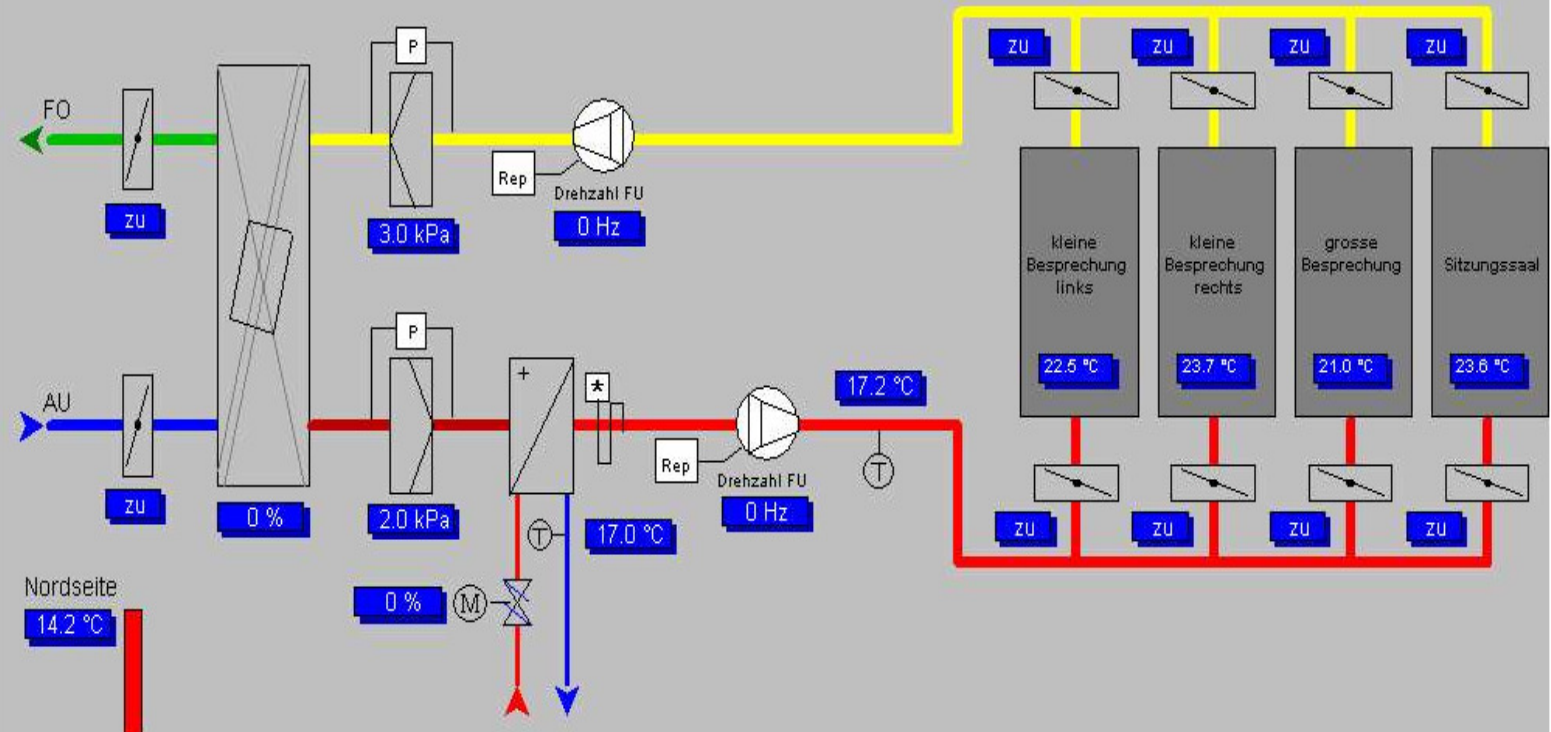 P
zu
zu
zu
zu
FO
Rep
Drehzahl FU
zu
3.0 kPa
0 Hz
kleine
Besprechung
links
kleine
Besprechung
rechts
grosse
Besprechung
Sitzungssaal
P
22.5 °C
23.7 °C
21.0 °C
23.6 °C
+
*
17.2 °C
AU
Rep
T
Drehzahl FU
zu
0 %
2.0 kPa
0 Hz
zu
zu
zu
zu
T
17.0 °C
Nordseite
0 %
M
14.2 °C